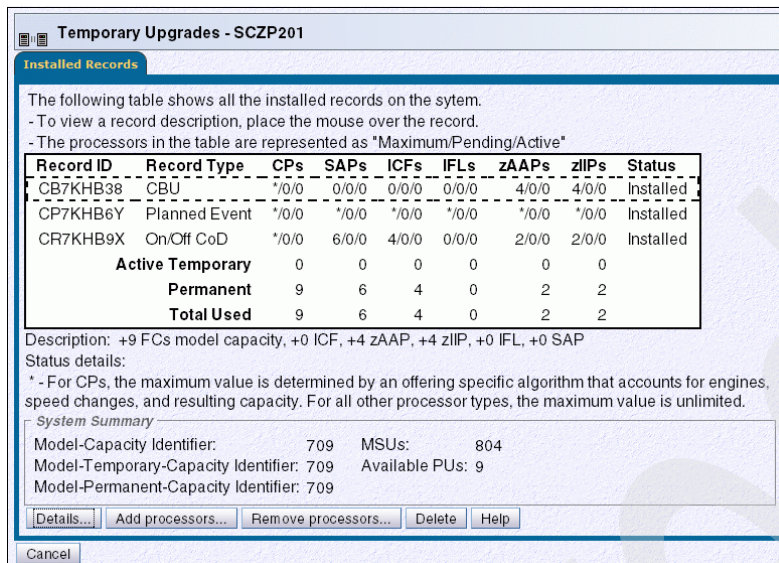 Temporary Upgrades - SCZP201
Installed Records
The following table shows all the installed records on the sytem.
- To view a record description, place the mouse over the record.
- The processors in the table are represented as "Maximum/Pending/Active"
Record ID Record Type CPs SAPs ICFs IFLs zAAPs zIIPs Status
CB7KHB38 CBU */0/0 0/0/0 0/0/0 0/0/0 4/0/0 4/0/0 Installed
CP7KHB6Y Planned Event */0/0 */0/0 */0/0 */0/0 */0/0 */0/0 Installed
CR7KHB9X On/Off CoD */0/0 6/0/0 4/0/0 0/0/0 2/0/0 2/0/0 Installed
Active Temporary 0 0 0 0 0 0
Permanent 9 6 4 0 2 2
Total Used 9 6 4 0 2 2
Description: +9 FCs model capacity, +0 ICF, +4 zAAP, +4 zIIP, +0 IFL, +0 SAP
Status details:
* - For CPs, the maximum value is determined by an offering specific algorithm that accounts for engines,
speed changes, and resulting capacity. For all other processor types, the maximum value is unlimited.
System Summary
Model-Capacity Identifier: 709 MSUs: 804
Model-Temporary-Capacity Identifier: 709 Available PUs: 9
Model-Permanent-Capacity Identifier: 709
Details... Add processors... Remove processors... Delete Help
Cancel